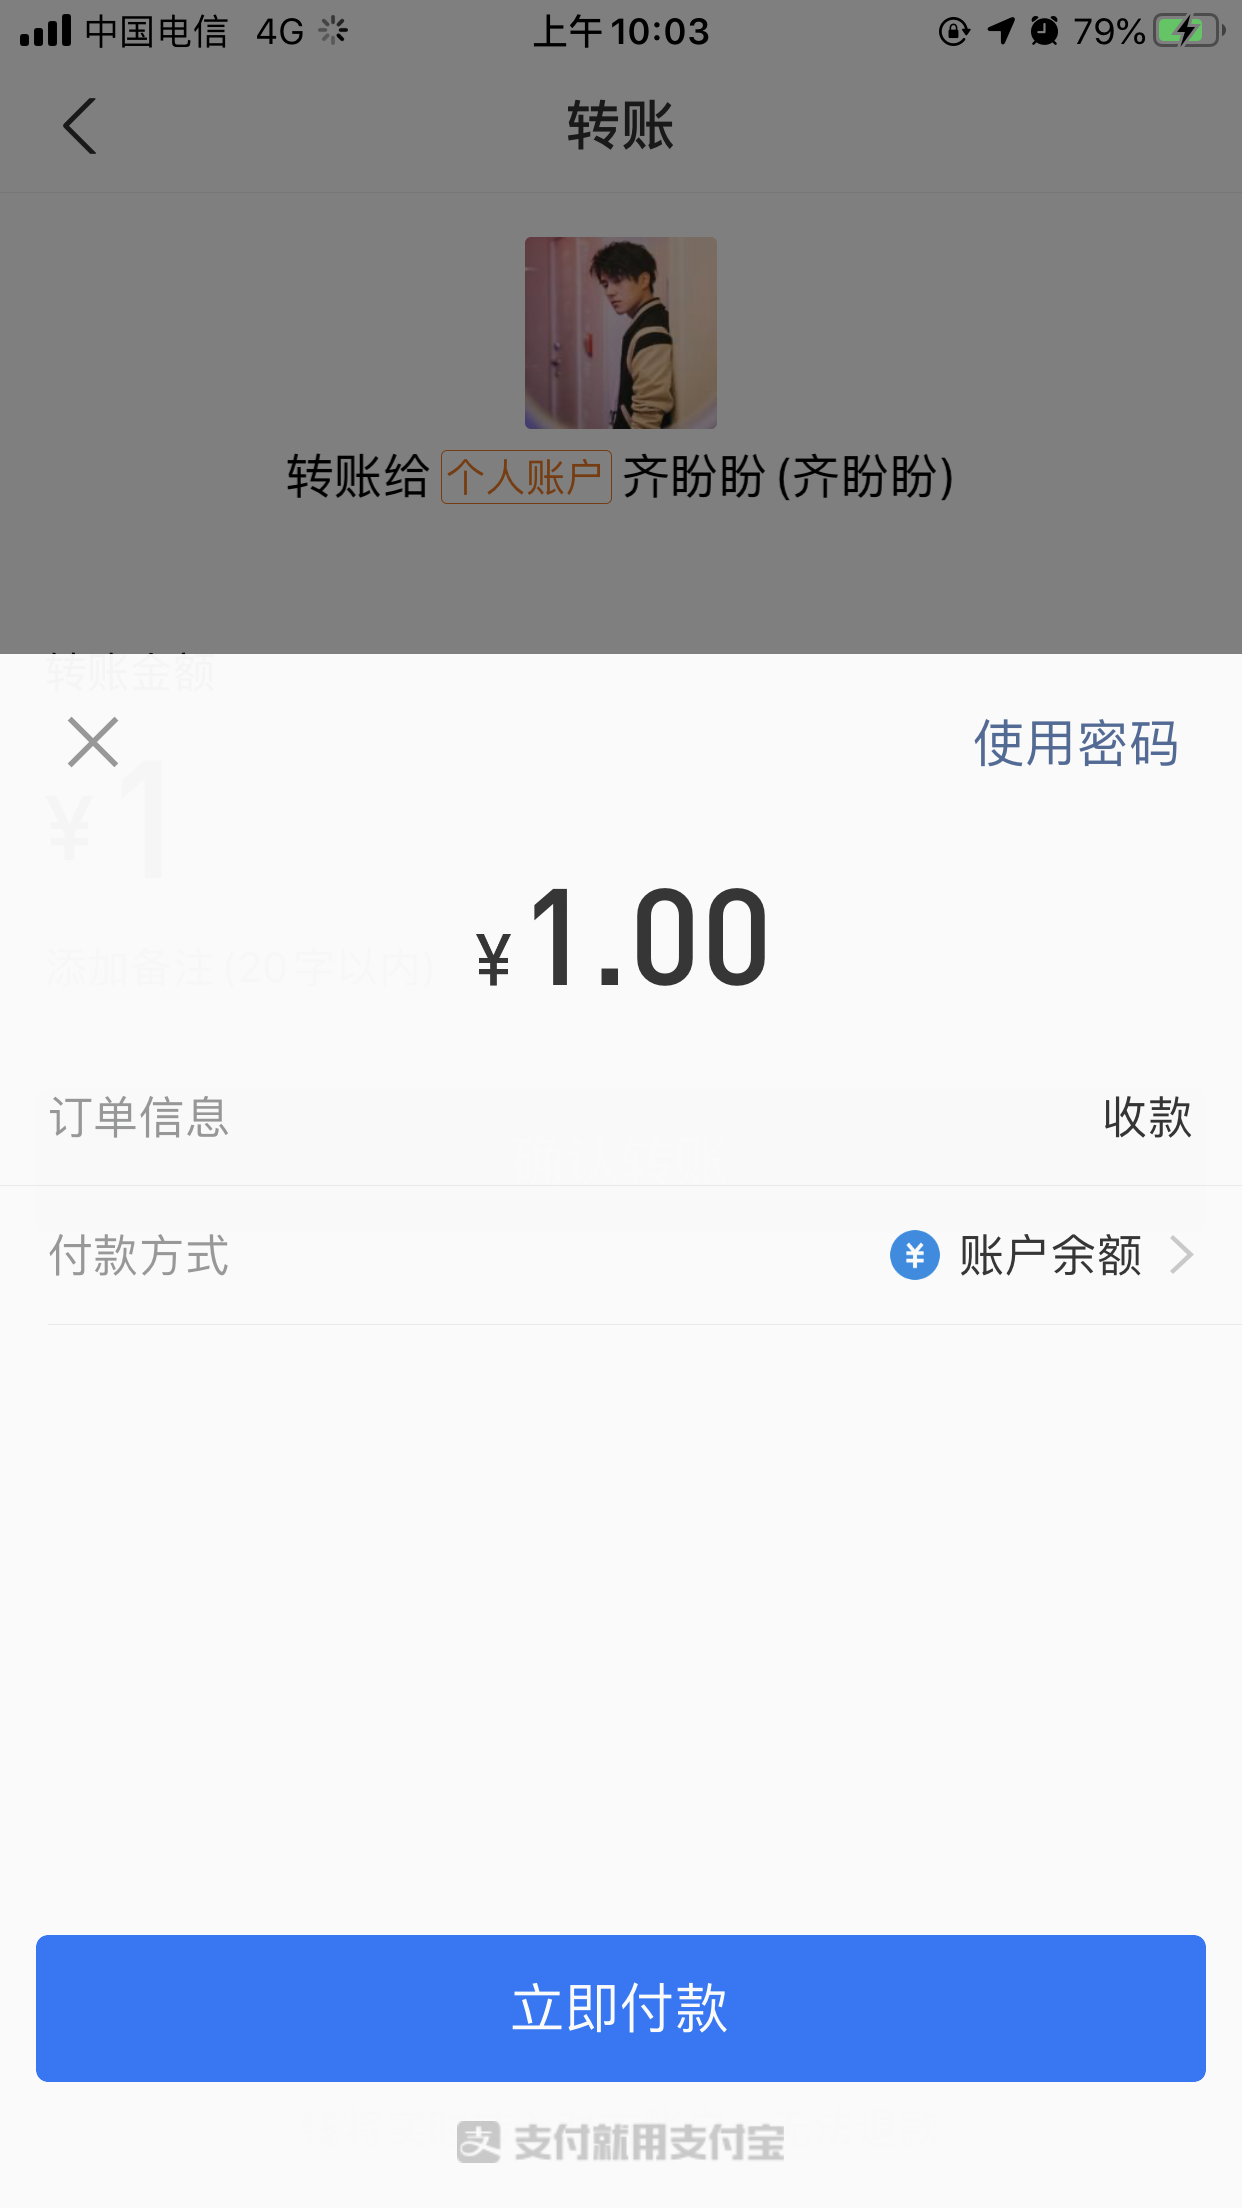 中国电信 4G 上午10:03 79%
转账
转账给 个人账户 齐盼盼 (齐盼盼)
转账金额
使用密码
¥1
¥1.00
添加备注 (20字以内)
订单信息 收款
付款方式 ¥ 账户余额
立即付款
支 支付就用支付宝